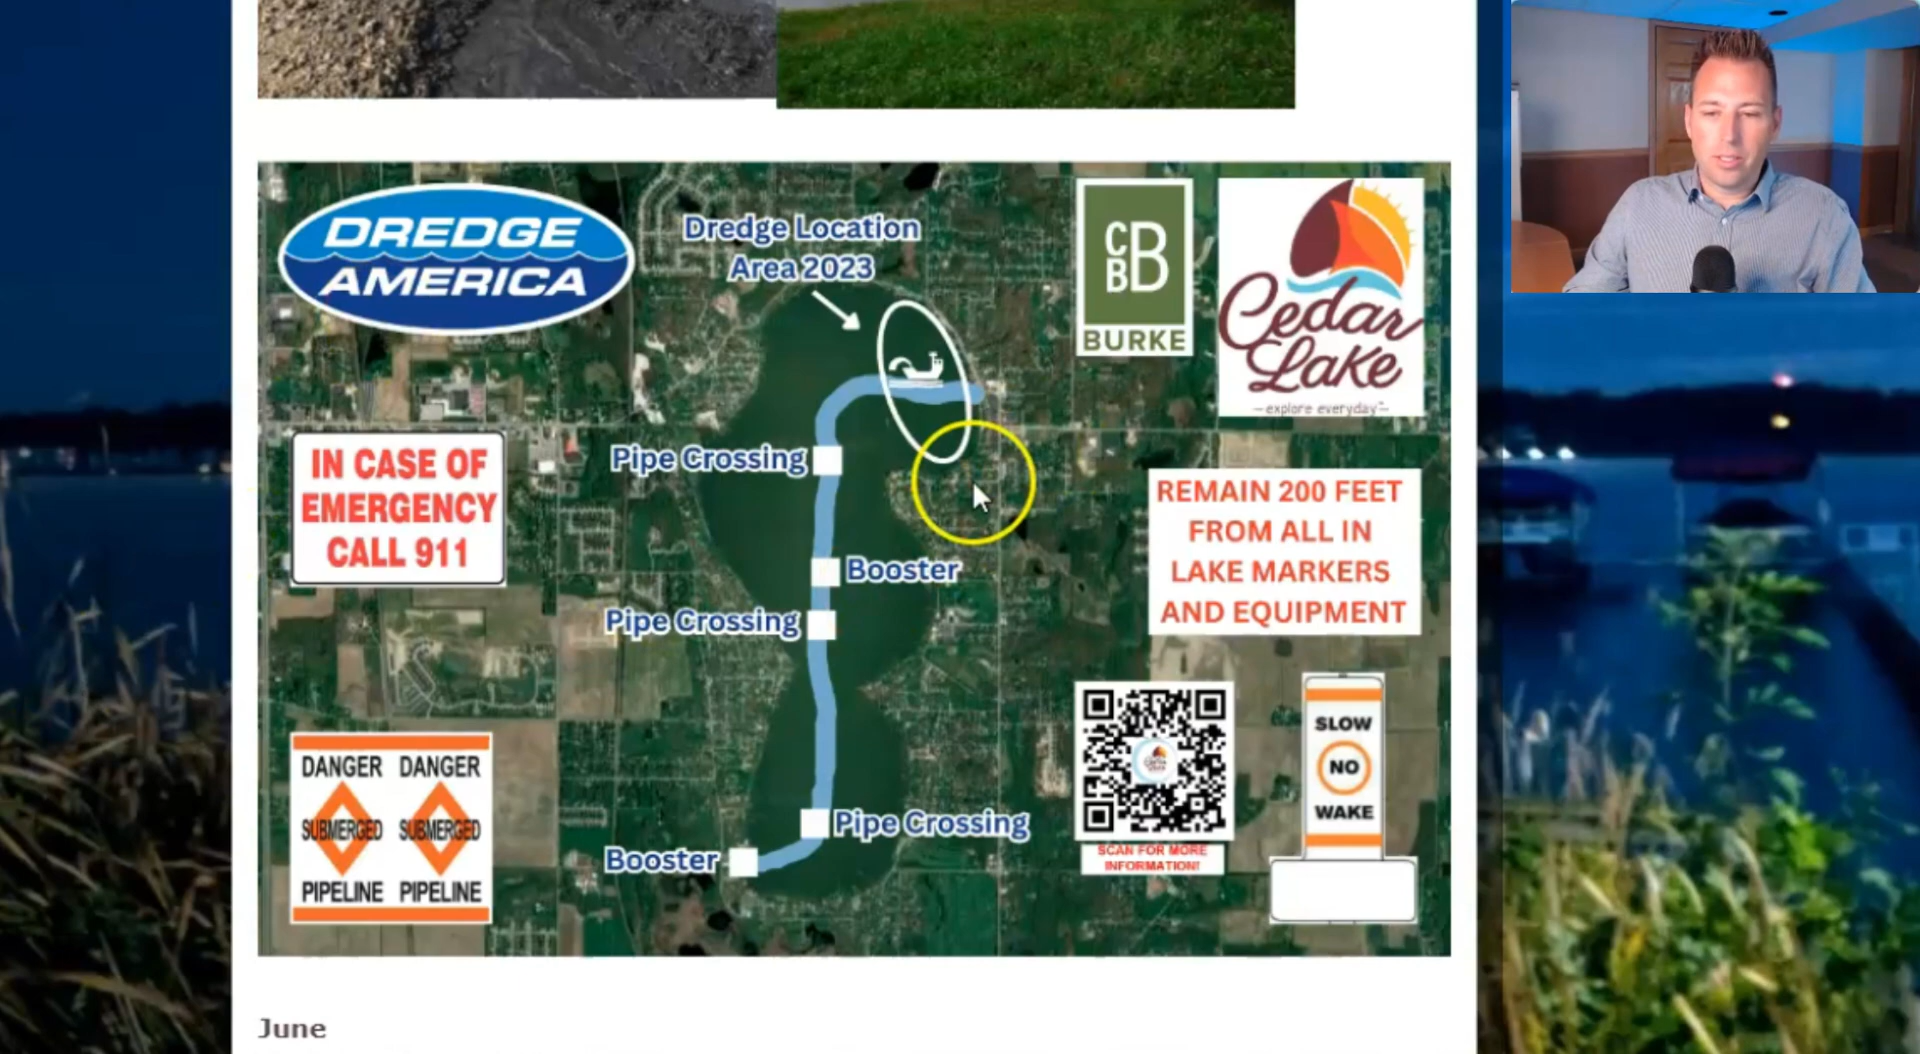 DREDGE
AMERICA
Dredge Location
Area 2023
CBBB
BURKE
Cedar
Lake
—explore everyday—
IN CASE OF
EMERGENCY
CALL 911
Pipe Crossing
REMAIN 200 FEET
FROM ALL IN
LAKE MARKERS
AND EQUIPMENT
Booster
Pipe Crossing
DANGER DANGER
SUBMERGED SUBMERGED
PIPELINE PIPELINE
Pipe Crossing
Booster
SCAN FOR MORE
INFORMATION!
SLOW
NO
WAKE
June